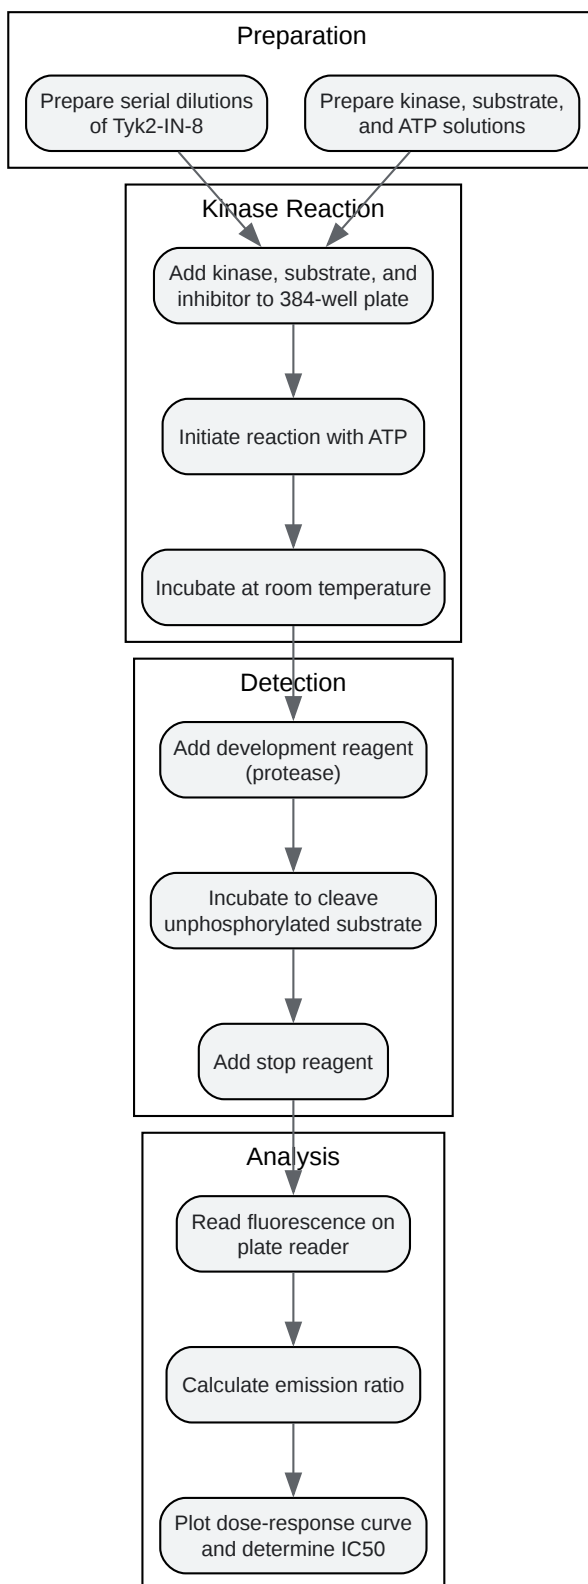 Preparation
Prepare serial dilutions
of Tyk2-IN-8
Prepare kinase, substrate,
and ATP solutions
Kinase Reaction
Add kinase, substrate, and
inhibitor to 384-well plate
Initiate reaction with ATP
Incubate at room temperature
Detection
Add development reagent
(protease)
Incubate to cleave
unphosphorylated substrate
Add stop reagent
Analysis
Read fluorescence on
plate reader
Calculate emission ratio
Plot dose-response curve
and determine IC50